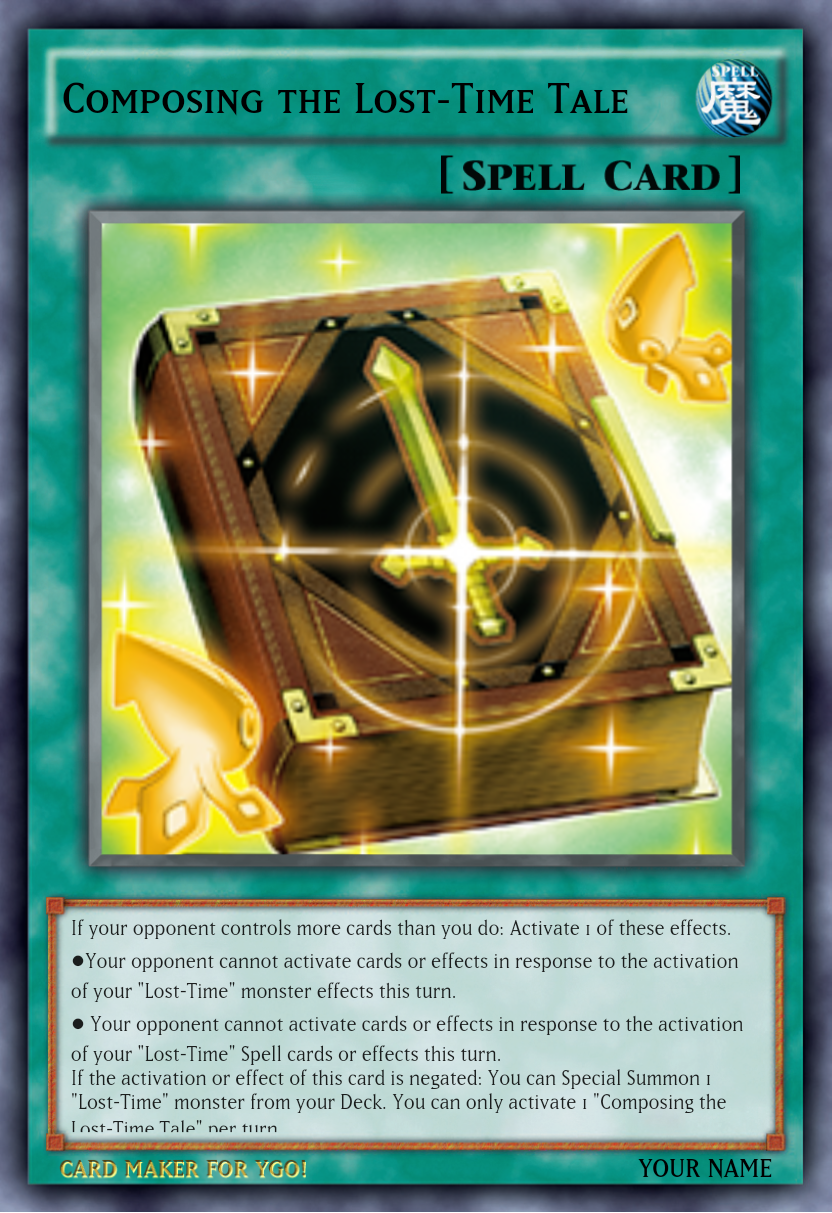 Composing the Lost-Time Tale
SPELL
魔
[Spell Card]
If your opponent controls more cards than you do: Activate 1 of these effects.
●Your opponent cannot activate cards or effects in response to the activation
of your "Lost-Time" monster effects this turn.
● Your opponent cannot activate cards or effects in response to the activation
of your "Lost-Time" Spell cards or effects this turn.
If the activation or effect of this card is negated: You can Special Summon 1
"Lost-Time" monster from your Deck. You can only activate 1 "Composing the
Lost-Time Tale" per turn
CARD MAKER FOR YGO!
YOUR NAME